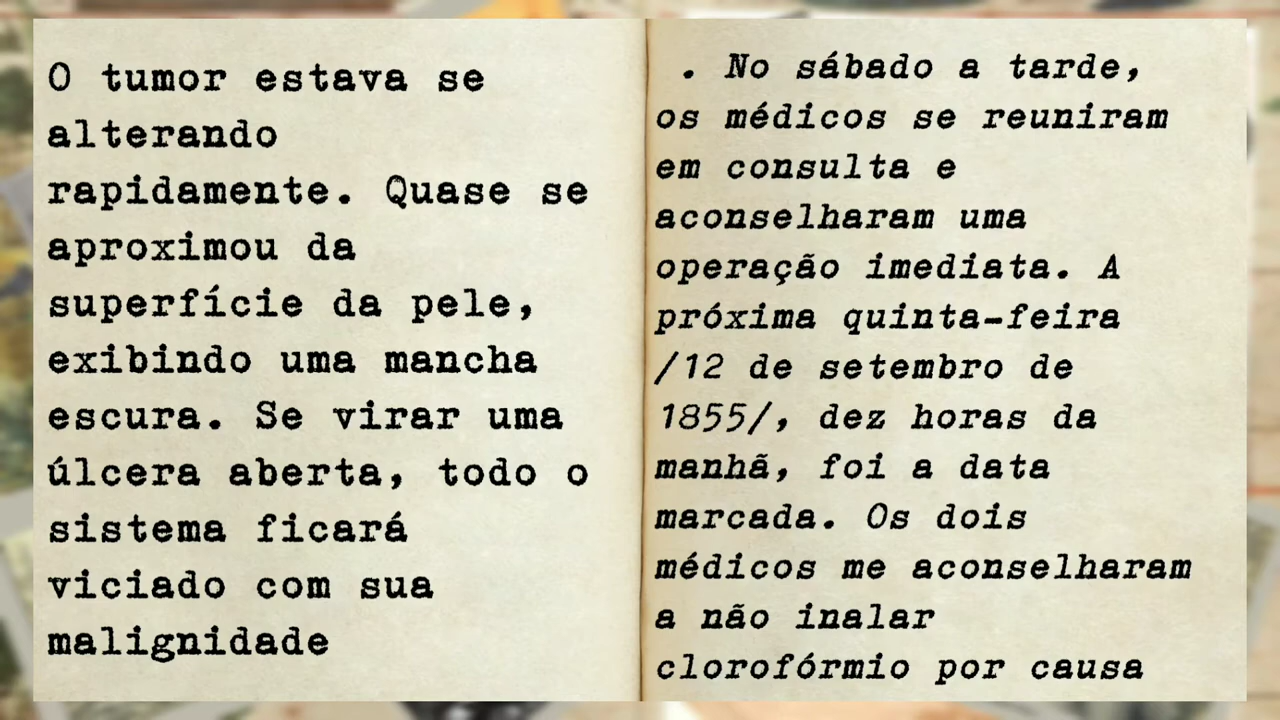 O tumor estava se
alterando
rapidamente. Quase se
aproximou da
superfície da pele,
exibindo uma mancha
escura. Se virar uma
úlcera aberta, todo o
sistema ficará
viciado com sua
malignidade
. No sábado a tarde,
os médicos se reuniram
em consulta e
aconselharam uma
operação imediata. A
próxima quinta-feira
/12 de setembro de
1855/, dez horas da
manhã, foi a data
marcada. Os dois
médicos me aconselharam
a não inalar
clorofórmio por causa